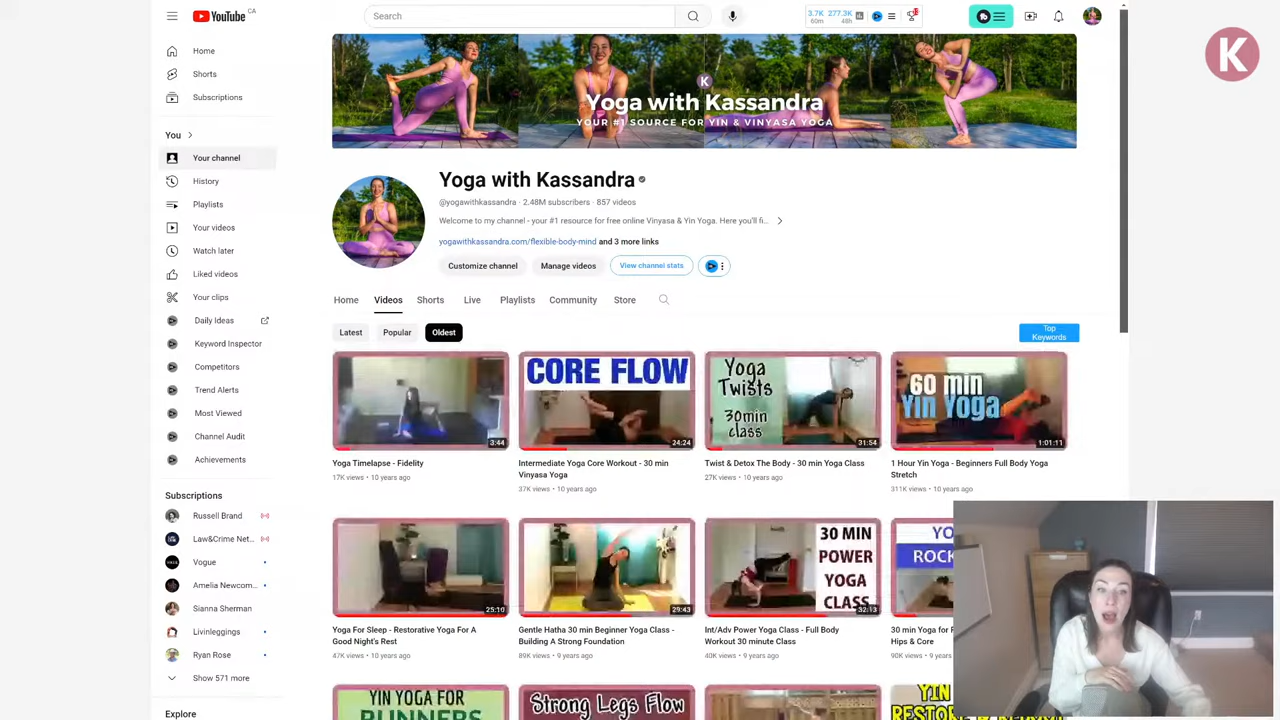 YouTube CA
Search
3.7K 277.3K
60m 48h
K
Home
Shorts
Subscriptions
You
Your channel
History
Playlists
Your videos
Watch later
Liked videos
Your clips
Daily Ideas
Keyword Inspector
Competitors
Trend Alerts
Most Viewed
Channel Audit
Achievements
Subscriptions
Russell Brand
Law&Crime Net...
Vogue
Amelia Newcom...
Sianna Sherman
Livinleggings
Ryan Rose
Show 571 more
Explore
K
Yoga with Kassandra
YOUR #1 SOURCE FOR YIN & VINYASA YOGA
Yoga with Kassandra
@yogawithkassandra · 2.48M subscribers · 857 videos
Welcome to my channel - your #1 resource for free online Vinyasa & Yin Yoga. Here you'll fi...
yogawithkassandra.com/flexible-body-mind and 3 more links
Customize channel Manage videos View channel stats
Home Videos Shorts Live Playlists Community Store
Latest Popular Oldest
Top
Keywords
3:44
Yoga Timelapse - Fidelity
17K views • 10 years ago
CORE FLOW
24:24
Intermediate Yoga Core Workout - 30 min
Vinyasa Yoga
37K views • 10 years ago
Yoga
Twists
30min
class
31:54
Twist & Detox The Body - 30 min Yoga Class
27K views • 10 years ago
60 min
Yin Yoga
1:01:11
1 Hour Yin Yoga - Beginners Full Body Yoga
Stretch
311K views • 10 years ago
25:10
Yoga For Sleep - Restorative Yoga For A
Good Night's Rest
47K views • 10 years ago
29:43
Gentle Hatha 30 min Beginner Yoga Class -
Building A Strong Foundation
89K views • 9 years ago
30 MIN
POWER
YOGA
CLASS
32:13
Int/Adv Power Yoga Class - Full Body
Workout 30 minute Class
40K views • 9 years ago
YO
ROCK
30 min Yoga for
Hips & Core
90K views • 9 years
YIN YOGA FOR
RUNNERS
Strong Legs Flow
YIN